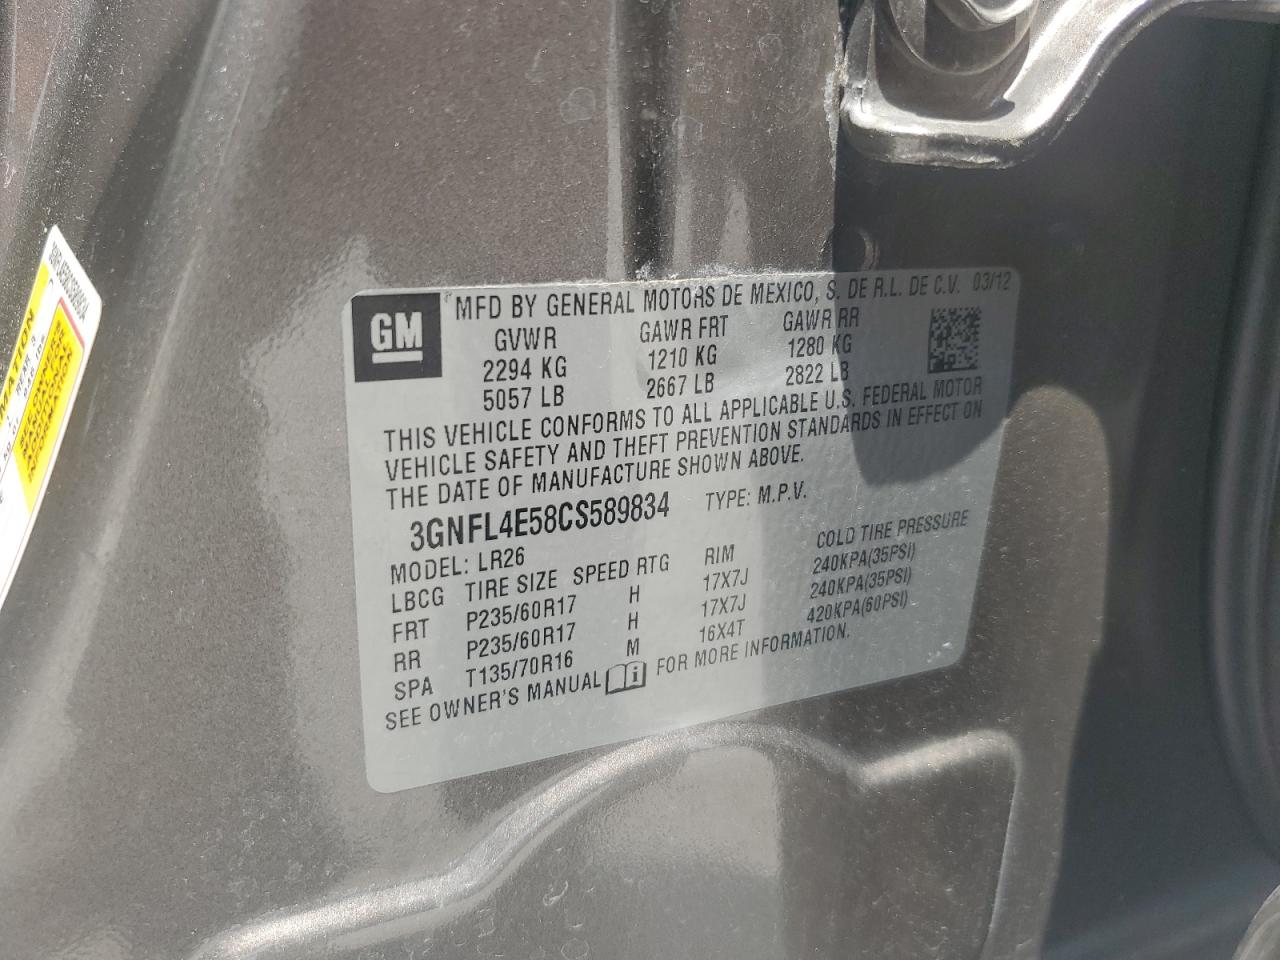 GM
MFD BY GENERAL MOTORS DE MEXICO, S. DE R.L. DE C.V. 03/12
GVWR GAWR FRT GAWR RR
2294 KG 1210 KG 1280 KG
5057 LB 2667 LB 2822 LB
THIS VEHICLE CONFORMS TO ALL APPLICABLE U.S. FEDERAL MOTOR
VEHICLE SAFETY AND THEFT PREVENTION STANDARDS IN EFFECT ON
THE DATE OF MANUFACTURE SHOWN ABOVE.
3GNFL4E58CS589834 TYPE: M.P.V.
MODEL: LR26
LBCG TIRE SIZE SPEED RTG RIM COLD TIRE PRESSURE
FRT P235/60R17 H 17X7J 240KPA(35PSI)
RR P235/60R17 H 17X7J 240KPA(35PSI)
SPA T135/70R16 M 16X4T 420KPA(60PSI)
SEE OWNER'S MANUAL FOR MORE INFORMATION.
MATION
REAR 3